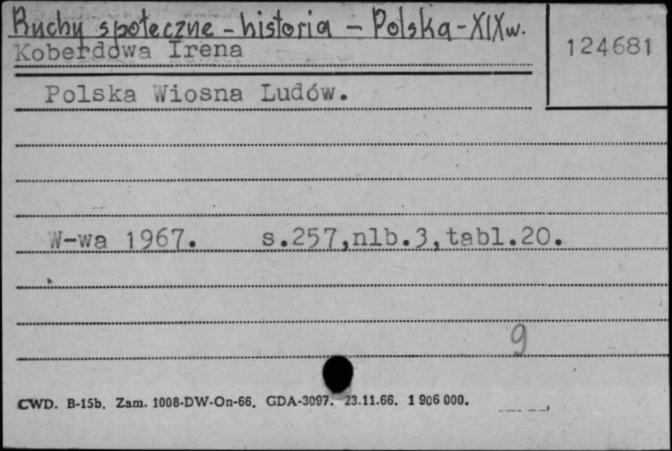 Ruchy społeczne - historia - Polska - XIX w.
Koberdowa Irena
124681
Polska Wiosna Ludów.
W-wa 1967. s.257,nlb.3,tabl.20.
9
CWD. B-15b. Zam. 1008-DW-On-66. GDA-3097. 23.11.66. 1 906 000.